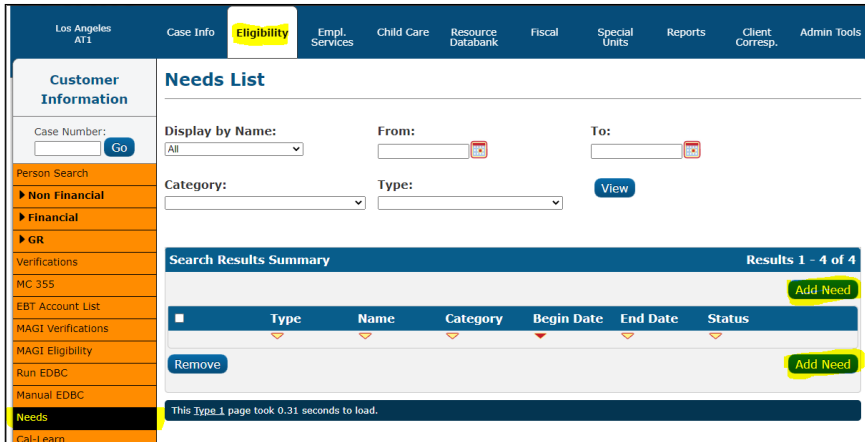 Los Angeles
AT1
Case Info
Eligibility
Empl.
Services
Child Care
Resource
Databank
Fiscal
Special
Units
Reports
Client
Corresp.
Admin Tools
Customer
Information
Case Number:
Go
Person Search
Non Financial
Financial
GR
Verifications
MC 355
EBT Account List
MAGI Verifications
MAGI Eligibility
Run EDBC
Manual EDBC
Needs
Cal-Learn
Needs List
Display by Name:
From:
To:
All
Category:
Type:
View
Search Results Summary
Results 1 - 4 of 4
Add Need
Type
Name
Category
Begin Date
End Date
Status
Remove
Add Need
This Type 1 page took 0.31 seconds to load.